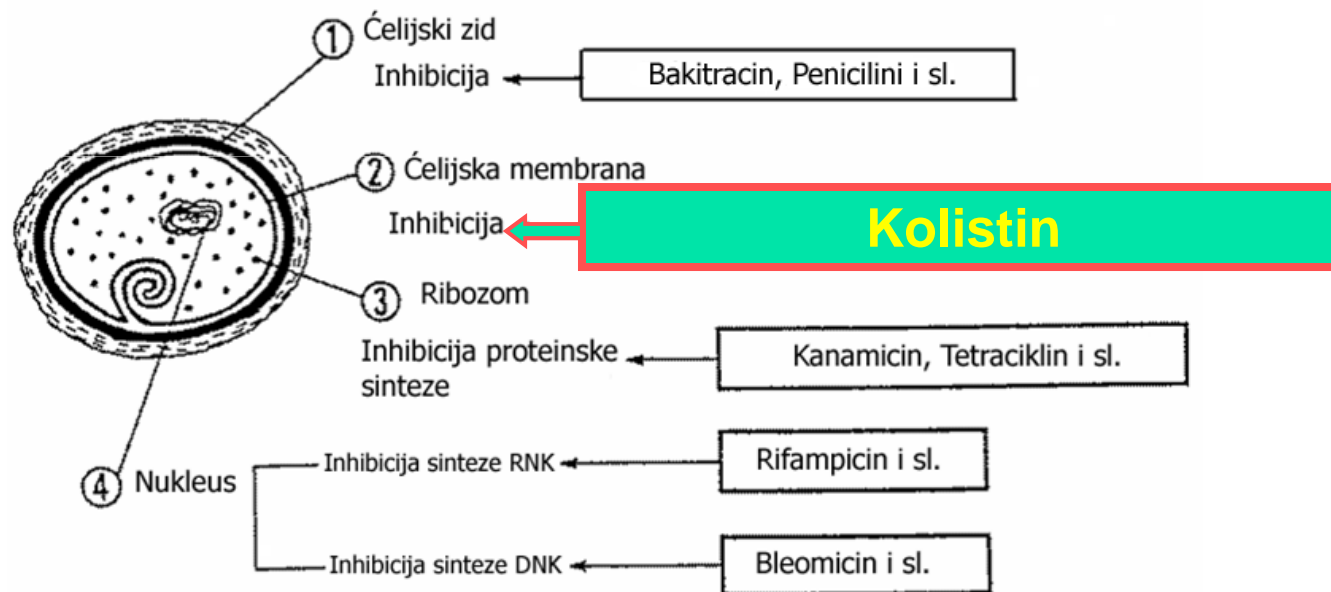 1 Ćelijski zid
Inhibicija
Bakitracin, Penicilini i sl.
2 Ćelijska membrana
Inhibicija
Kolistin
3 Ribozom
Inhibicija proteinske
sinteze
Kanamicin, Tetraciklin i sl.
4 Nukleus
Inhibicija sinteze RNK
Rifampicin i sl.
Inhibicija sinteze DNK
Bleomicin i sl.